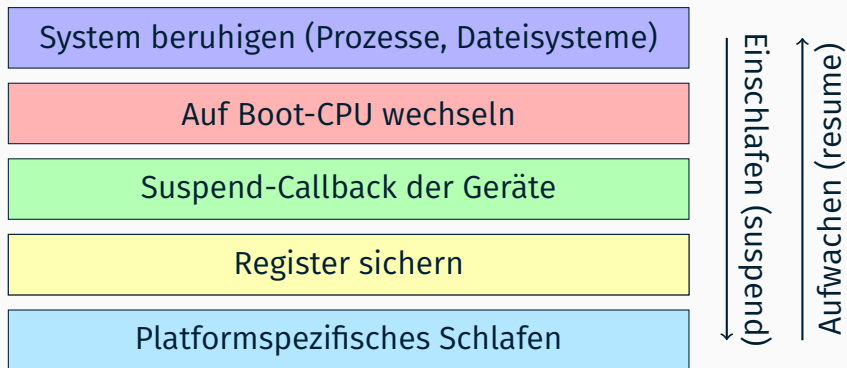 System beruhigen (Prozesse, Dateisysteme)
Auf Boot-CPU wechseln
Suspend-Callback der Geräte
Register sichern
Platformspezifisches Schlafen
Einschlafen (suspend)
Aufwachen (resume)